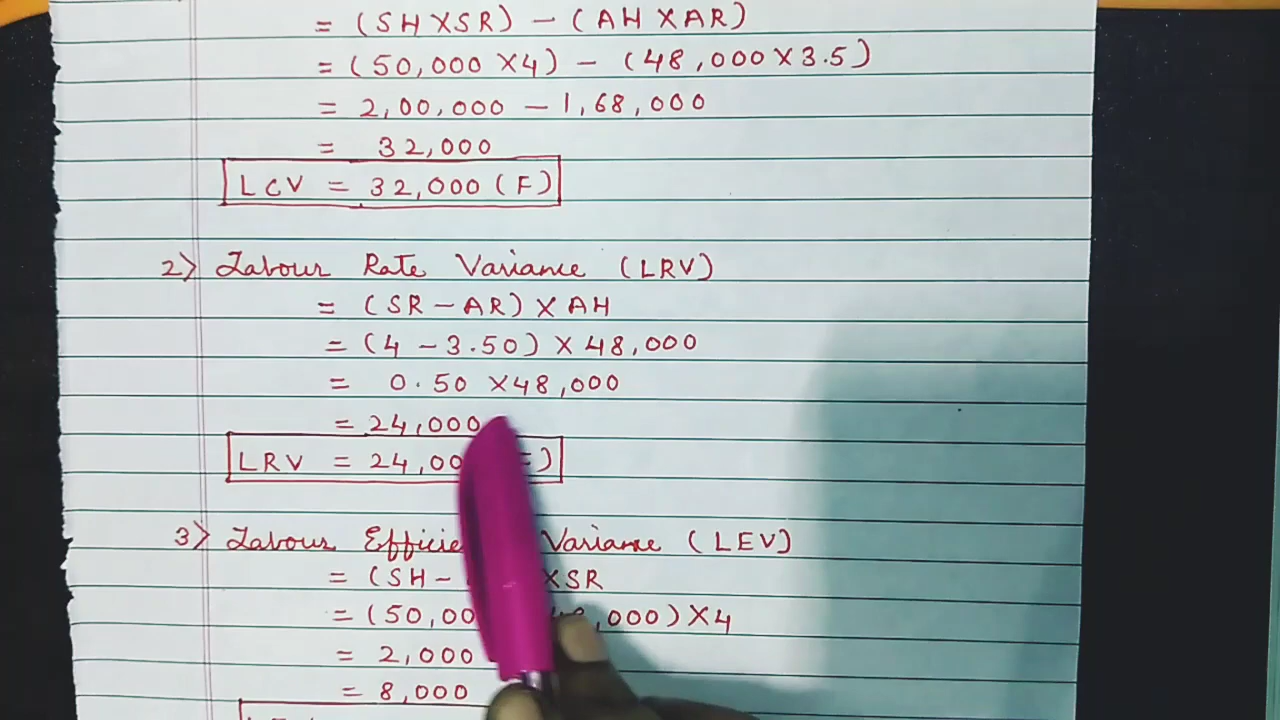 = (SH X SR) – (AH X AR)
= (50,000 X 4) – (48,000 X 3.5)
= 2,00,000 – 1,68,000
= 32,000
LCV = 32,000 (F)
2> Labour Rate Variance (LRV)
= (SR – AR) X AH
= (4 – 3.50) X 48,000
= 0.50 X 48,000
= 24,000
LRV = 24,00
3> Labour Variance (LEV)
= (SH – X SR
= (50,00 ,000) X 4
= 2,000
= 8,000